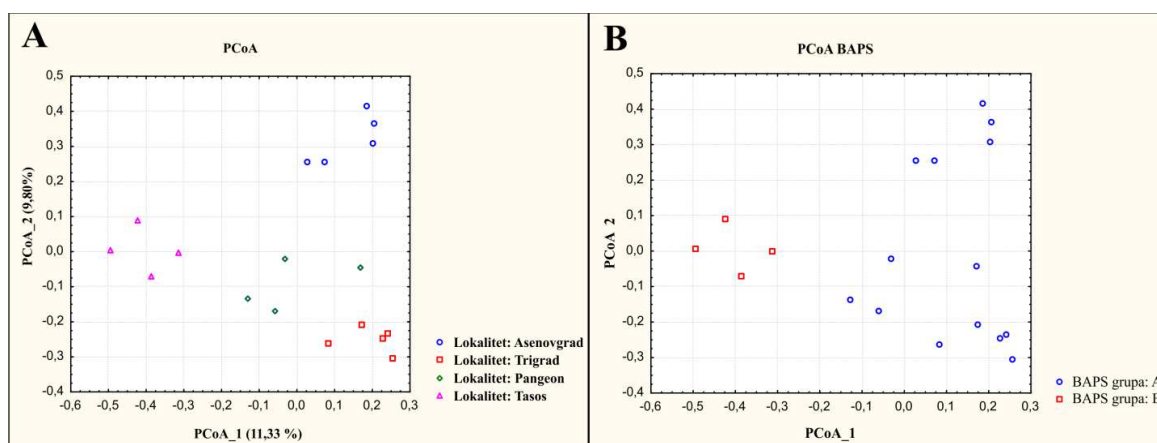 A
PCoA
0,5
0,4
0,3
0,2
0,1
0,0
-0,1
-0,2
-0,3
-0,4
PCoA_2 (9,80%)
-0,6 -0,5 -0,4 -0,3 -0,2 -0,1 0,0 0,1 0,2 0,3
PCoA_1 (11,33 %)
Lokalitet: Asenovgrad
Lokalitet: Trigrad
Lokalitet: Pangeon
Lokalitet: Tasos
B
PCoA BAPS
0,5
0,4
0,3
0,2
0,1
0,0
-0,1
-0,2
-0,3
-0,4
PCoA_2
-0,6 -0,5 -0,4 -0,3 -0,2 -0,1 0,0 0,1 0,2 0,3
PCoA_1
BAPS grupa: A
BAPS grupa: